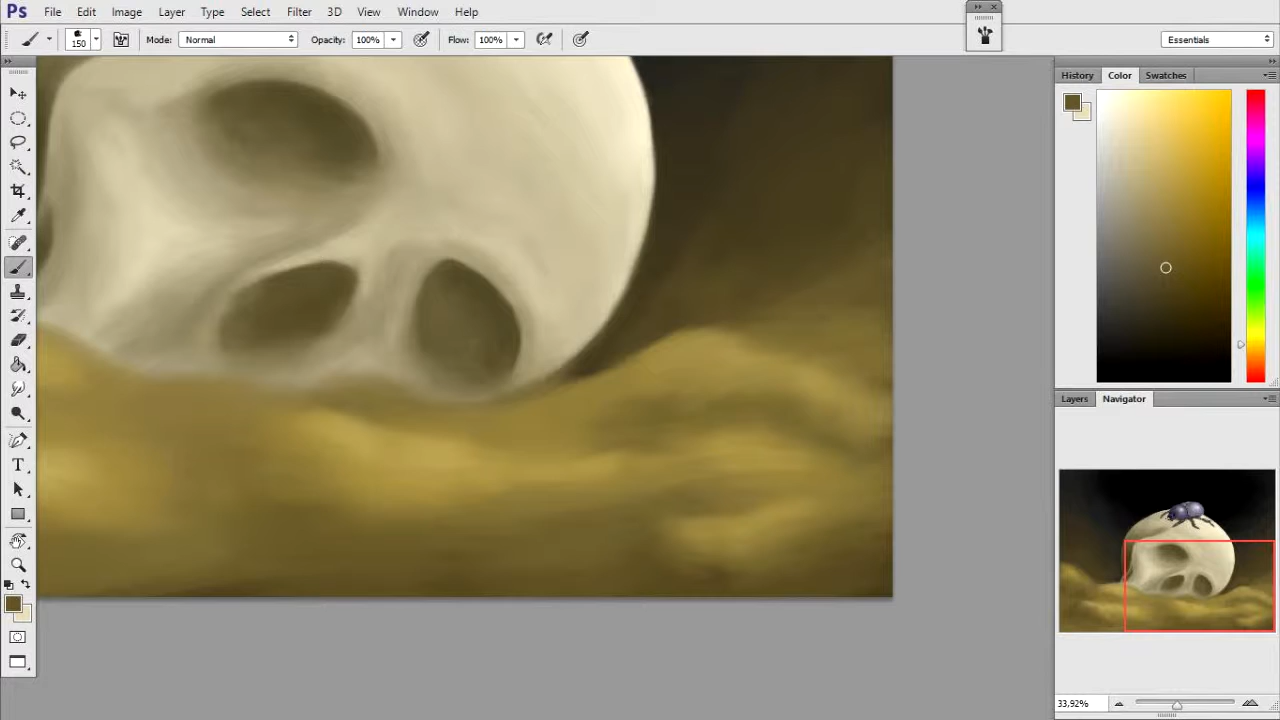 Ps File Edit Image Layer Type Select Filter 3D View Window Help
150 Mode: Normal Opacity: 100% Flow: 100% Essentials
History Color Swatches
Layers Navigator
33,92%